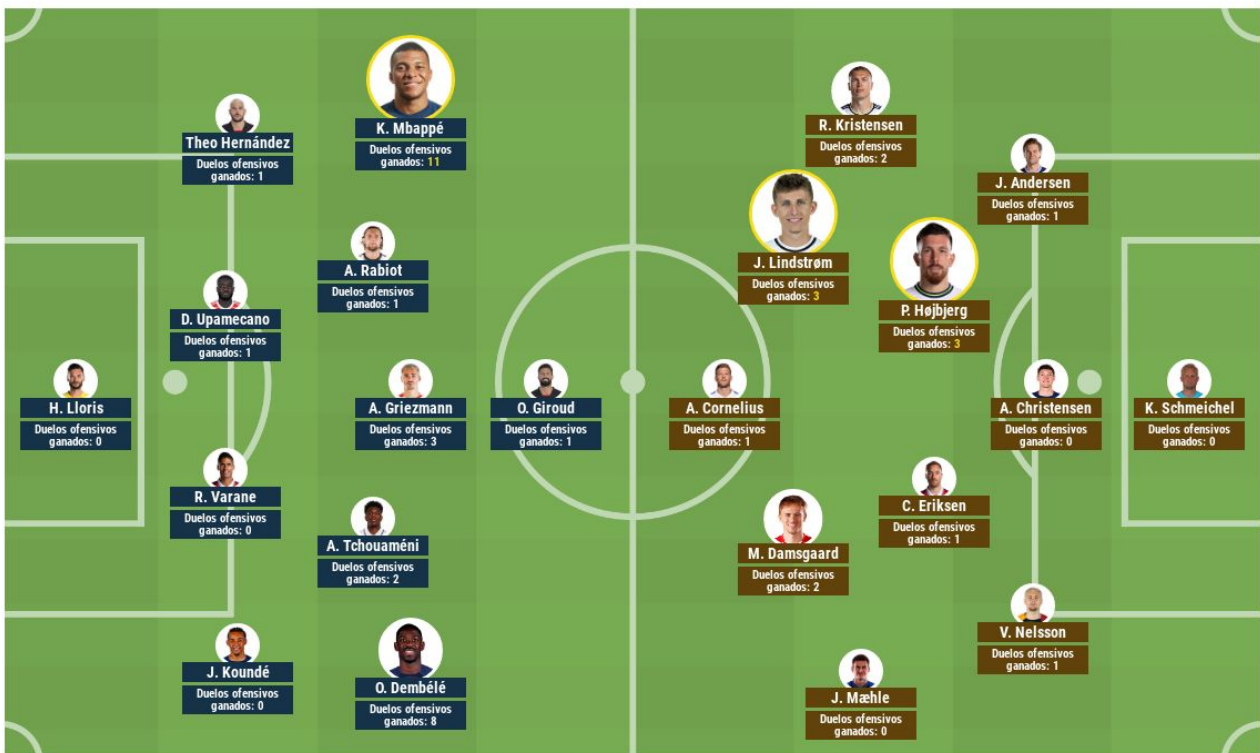 K. Mbappé
Duelos ofensivos
ganados: 11
Theo Hernández
Duelos ofensivos
ganados: 1
A. Rabiot
Duelos ofensivos
ganados: 1
D. Upamecano
Duelos ofensivos
ganados: 1
H. Lloris
Duelos ofensivos
ganados: 0
A. Griezmann
Duelos ofensivos
ganados: 3
O. Giroud
Duelos ofensivos
ganados: 1
R. Varane
Duelos ofensivos
ganados: 0
A. Tchouaméni
Duelos ofensivos
ganados: 2
J. Koundé
Duelos ofensivos
ganados: 0
O. Dembélé
Duelos ofensivos
ganados: 8
R. Kristensen
Duelos ofensivos
ganados: 2
J. Andersen
Duelos ofensivos
ganados: 1
J. Lindstrøm
Duelos ofensivos
ganados: 3
P. Højbjerg
Duelos ofensivos
ganados: 3
A. Cornelius
Duelos ofensivos
ganados: 1
A. Christensen
Duelos ofensivos
ganados: 0
K. Schmeichel
Duelos ofensivos
ganados: 0
C. Eriksen
Duelos ofensivos
ganados: 1
M. Damsgaard
Duelos ofensivos
ganados: 2
V. Nelsson
Duelos ofensivos
ganados: 1
J. Mæhle
Duelos ofensivos
ganados: 0